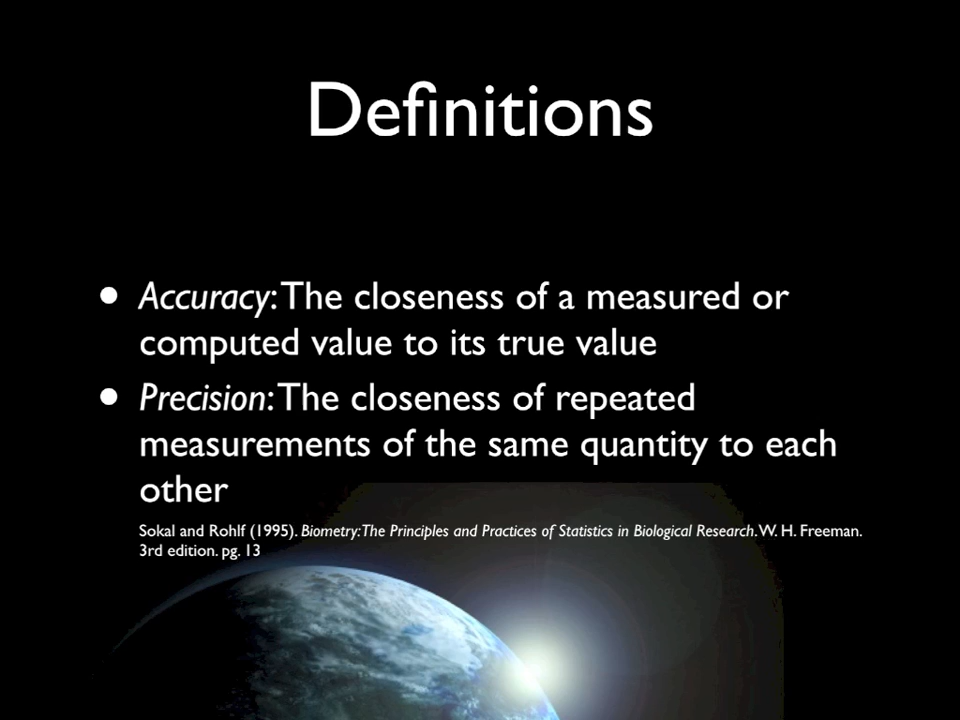 Definitions
• Accuracy: The closeness of a measured or
computed value to its true value
• Precision: The closeness of repeated
measurements of the same quantity to each
other
Sokal and Rohlf (1995). Biometry: The Principles and Practices of Statistics in Biological Research. W. H. Freeman.
3rd edition. pg. 13